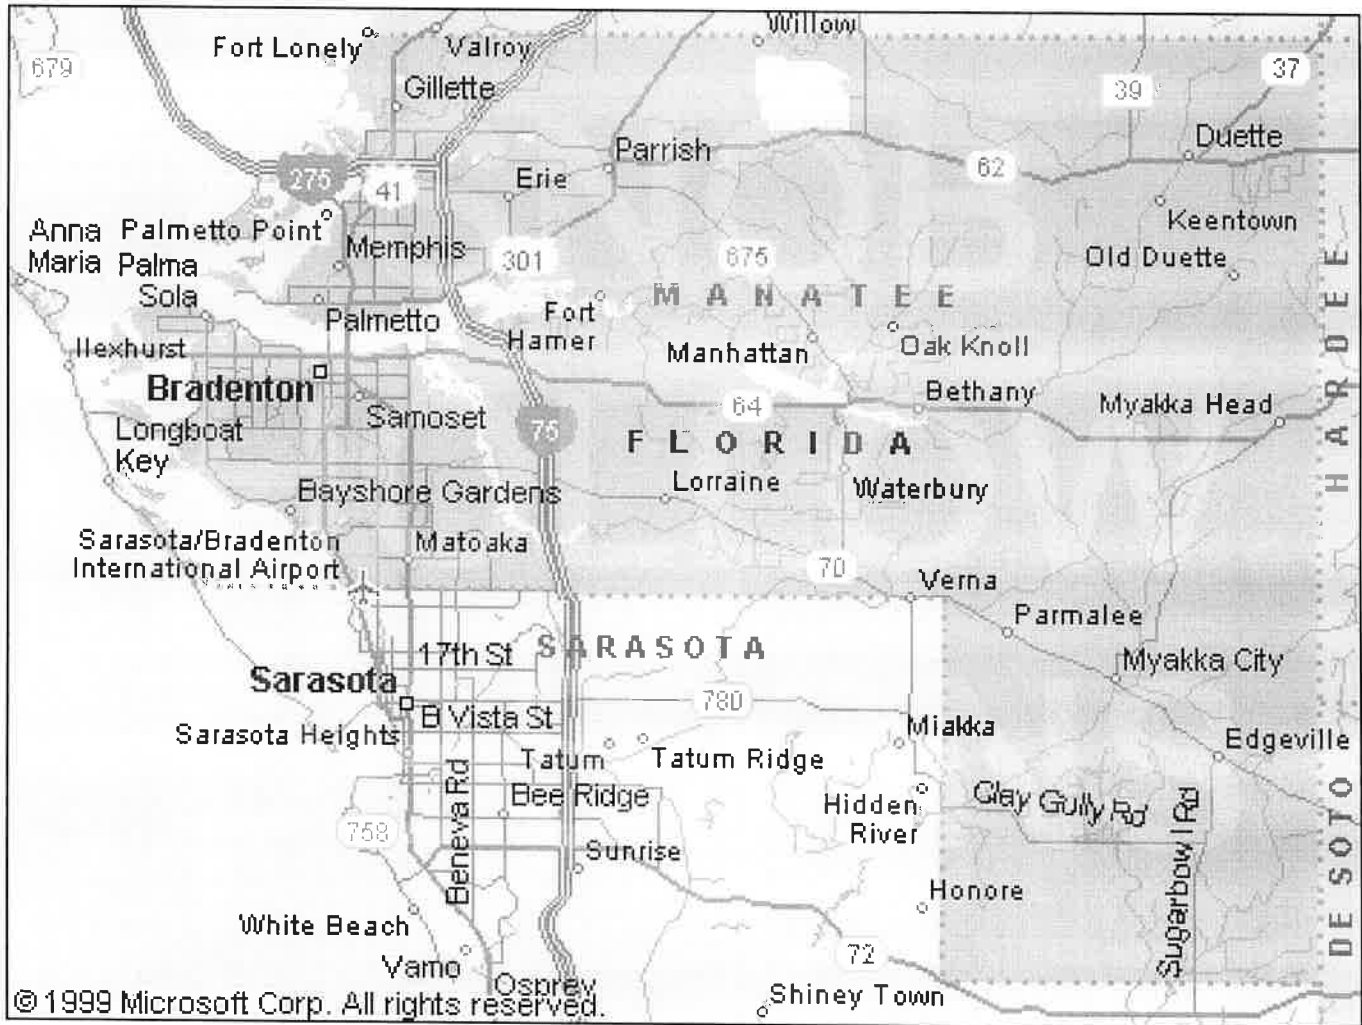 Willow
Fort Lonely
Valroy
679
37
Gillette
39
Duette
Parrish
62
Erie
275
41
Keentown
Anna
Maria
Palmetto Point
Memphis
Palma
Sola
301
675
Old Duette
MANATEE
HARDEE
Fort
Hamer
Palmetto
Manhattan
Oak Knoll
Ilexhurst
Bradenton
Bethany
64
Myakka Head
Samoset
75
FLORIDA
Longboat
Key
Lorraine
Waterbury
Bayshore Gardens
Sarasota/Bradenton
International Airport
Matoaka
70
Verna
Parmalee
SARASOTA
17th St
Myakka City
Sarasota
780
B Vista St
Miakka
Sarasota Heights
Tatum
Tatum Ridge
Edgeville
Beneva Rd
Bee Ridge
Hidden
River
Clay Gully Rd
758
Sunrise
Sugarbowl Rd
DE SOTO
Honore
White Beach
Vamo
72
Osprey
Shiney Town
© 1999 Microsoft Corp. All rights reserved.